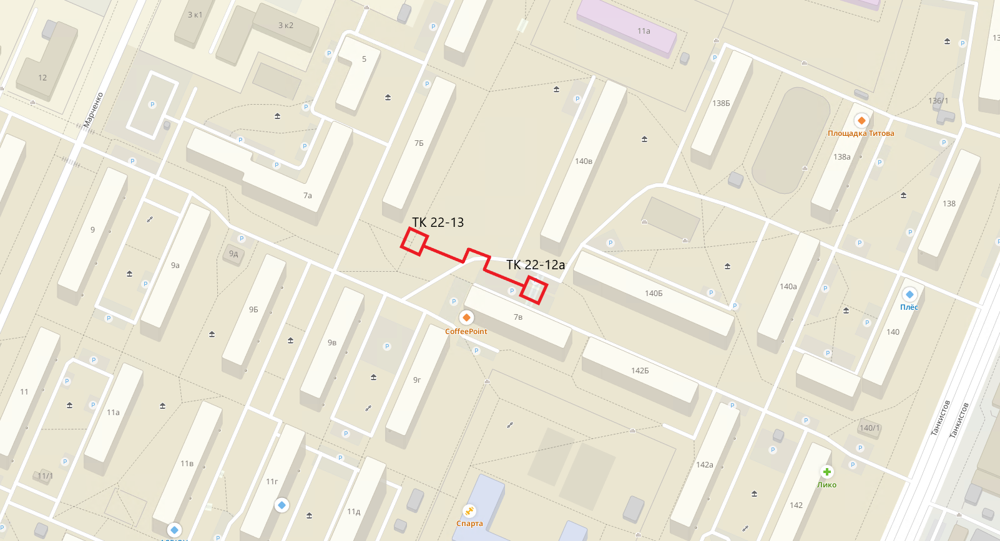 3 к1
3 к2
11а
5
12
136/1
138Б
Марченко
Площадка Титова
7Б
140в
138а
7а
138
ТК 22-13
9
9д
9а
ТК 22-12а
140Б
140а
9Б
7в
Плёс
CoffeePoint
140
9в
142Б
9г
11
11а
Танкистов
Танкистов
140/1
11в
142а
11/1
11г
Лико
142
11д
Спарта